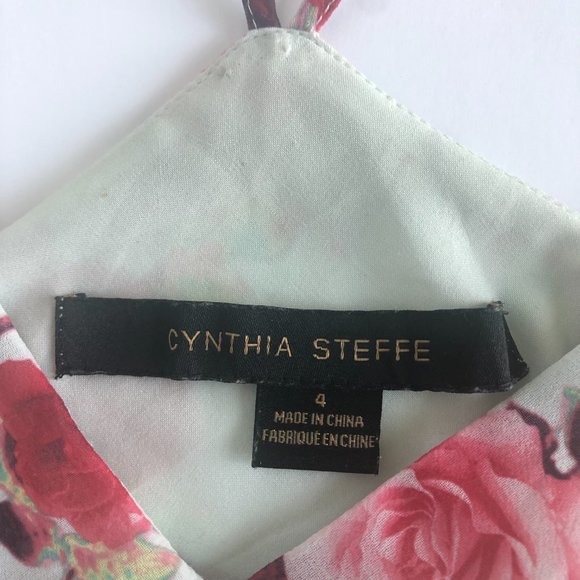 CYNTHIA STEFFE
4
MADE IN CHINA
FABRIQUÉ EN CHINE